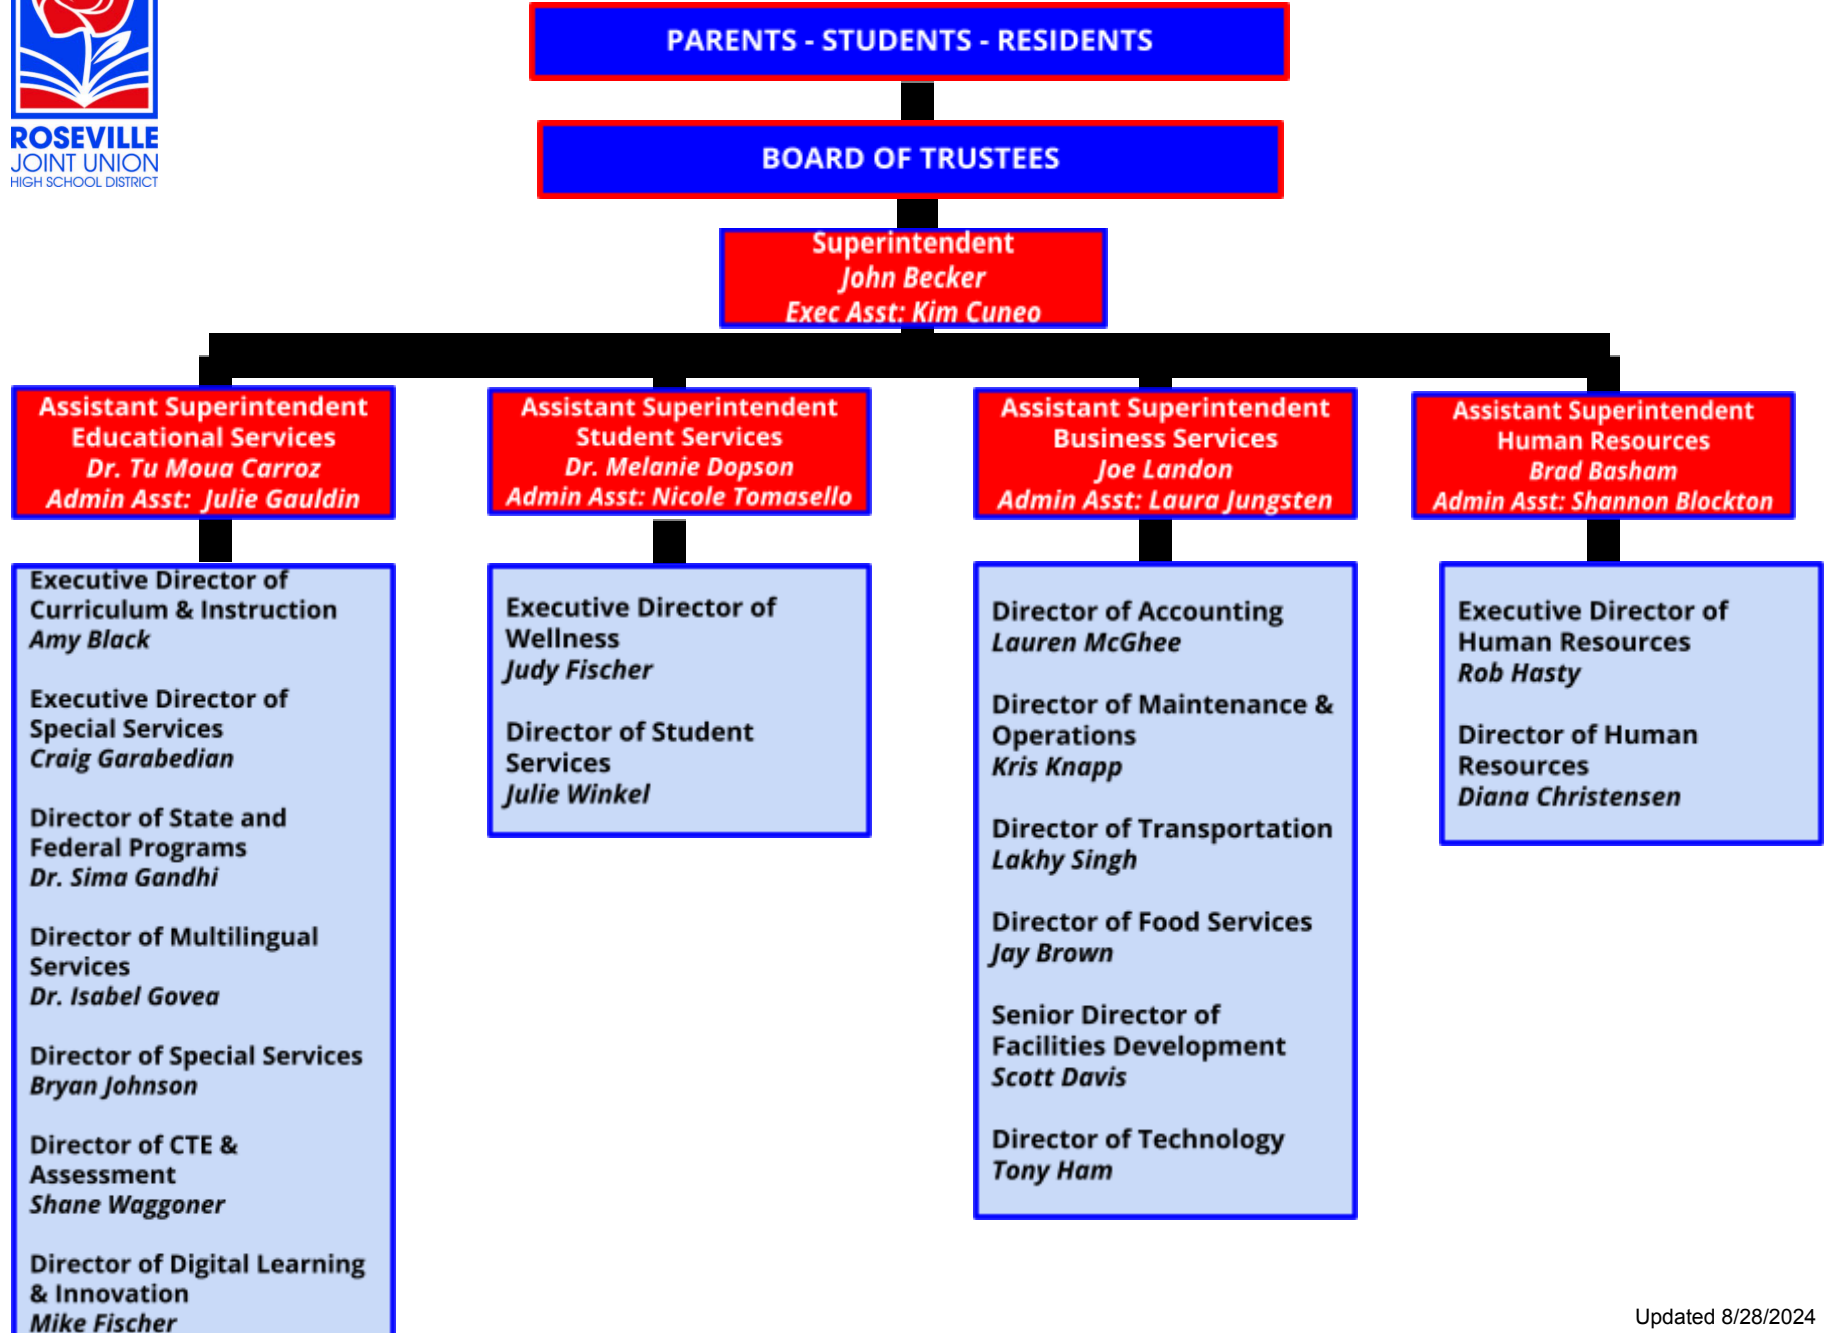 ROSEVILLE
JOINT UNION
HIGH SCHOOL DISTRICT
PARENTS - STUDENTS - RESIDENTS
BOARD OF TRUSTEES
Superintendent
John Becker
Exec Asst: Kim Cuneo
Assistant Superintendent
Educational Services
Dr. Tu Moua Carroz
Admin Asst:  Julie Gauldin
Executive Director of
Curriculum & Instruction
Amy Black
Executive Director of
Special Services
Craig Garabedian
Director of State and
Federal Programs
Dr. Sima Gandhi
Director of Multilingual
Services
Dr. Isabel Govea
Director of Special Services
Bryan Johnson
Director of CTE &
Assessment
Shane Waggoner
Director of Digital Learning
& Innovation
Mike Fischer
Assistant Superintendent
Student Services
Dr. Melanie Dopson
Admin Asst: Nicole Tomasello
Executive Director of
Wellness
Judy Fischer
Director of Student
Services
Julie Winkel
Assistant Superintendent
Business Services
Joe Landon
Admin Asst: Laura Jungsten
Director of Accounting
Lauren McGhee
Director of Maintenance &
Operations
Kris Knapp
Director of Transportation
Lakhy Singh
Director of Food Services
Jay Brown
Senior Director of
Facilities Development
Scott Davis
Director of Technology
Tony Ham
Assistant Superintendent
Human Resources
Brad Basham
Admin Asst: Shannon Blockton
Executive Director of
Human Resources
Rob Hasty
Director of Human
Resources
Diana Christensen
Updated 8/28/2024